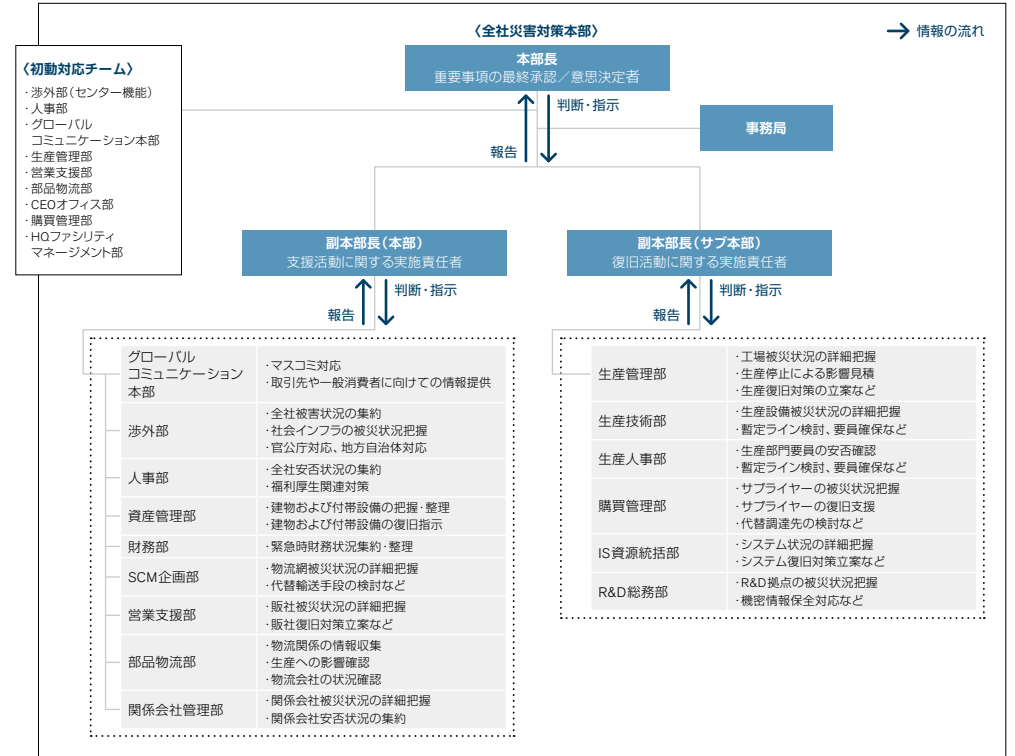 〈全社災害対策本部〉
→ 情報の流れ
本部長
重要事項の最終承認／意思決定者
〈初動対応チーム〉
・渉外部（センター機能）
・人事部
・グローバル
コミュニケーション本部
・生産管理部
・営業支援部
・部品物流部
・CEOオフィス部
・購買管理部
・HQファシリティ
マネージメント部
判断・指示
報告
事務局
副本部長（本部）
支援活動に関する実施責任者
判断・指示
報告
副本部長（サブ本部）
復旧活動に関する実施責任者
判断・指示
報告
グローバル
コミュニケーション
本部
・マスコミ対応
・取引先や一般消費者に向けての情報提供
渉外部
・全社被害状況の集約
・社会インフラの被災状況把握
・官公庁対応、地方自治体対応
人事部
・全社安否状況の集約
・福利厚生関連対策
資産管理部
・建物および付帯設備の把握・整理
・建物および付帯設備の復旧指示
財務部
・緊急時財務状況集約・整理
SCM企画部
・物流網被災状況の詳細把握
・代替輸送手段の検討など
営業支援部
・販社被災状況の詳細把握
・販社復旧対策立案など
部品物流部
・物流関係の情報収集
・生産への影響確認
・物流会社の状況確認
関係会社管理部
・関係会社被災状況の詳細把握
・関係会社安否状況の集約
生産管理部
・工場被災状況の詳細把握
・生産停止による影響見積
・生産復旧対策の立案など
生産技術部
・生産設備被災状況の詳細把握
・暫定ライン検討、要員確保など
生産人事部
・生産部門要員の安否確認
・暫定ライン検討、要員確保など
購買管理部
・サプライヤーの被災状況把握
・サプライヤーの復旧支援
・代替調達先の検討など
IS資源統括部
・システム状況の詳細把握
・システム復旧対策立案など
R&D総務部
・R&D拠点の被災状況把握
・機密情報保全対応など